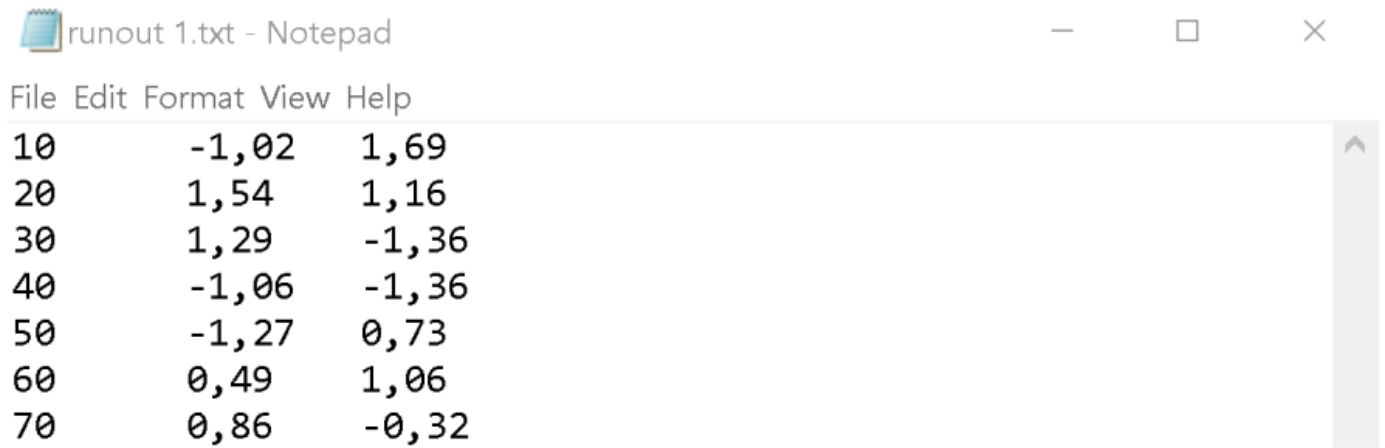 runout 1.txt - Notepad
File Edit Format View Help
10 -1,02 1,69
20 1,54 1,16
30 1,29 -1,36
40 -1,06 -1,36
50 -1,27 0,73
60 0,49 1,06
70 0,86 -0,32